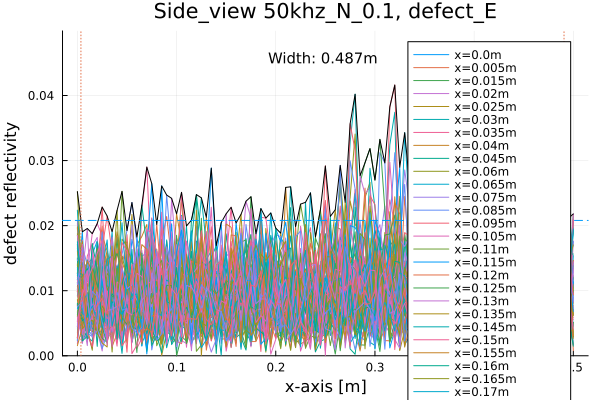 Side_view 50khz_N_0.1, defect_E
Width: 0.487m
defect reflectivity
0.04
0.03
0.02
0.01
0.00
0.0
0.1
0.2
0.3
.5
x-axis [m]
x=0.0m
x=0.005m
x=0.015m
x=0.02m
x=0.025m
x=0.03m
x=0.035m
x=0.04m
x=0.045m
x=0.06m
x=0.065m
x=0.075m
x=0.085m
x=0.095m
x=0.105m
x=0.11m
x=0.115m
x=0.12m
x=0.125m
x=0.13m
x=0.135m
x=0.145m
x=0.15m
x=0.155m
x=0.16m
x=0.165m
x=0.17m